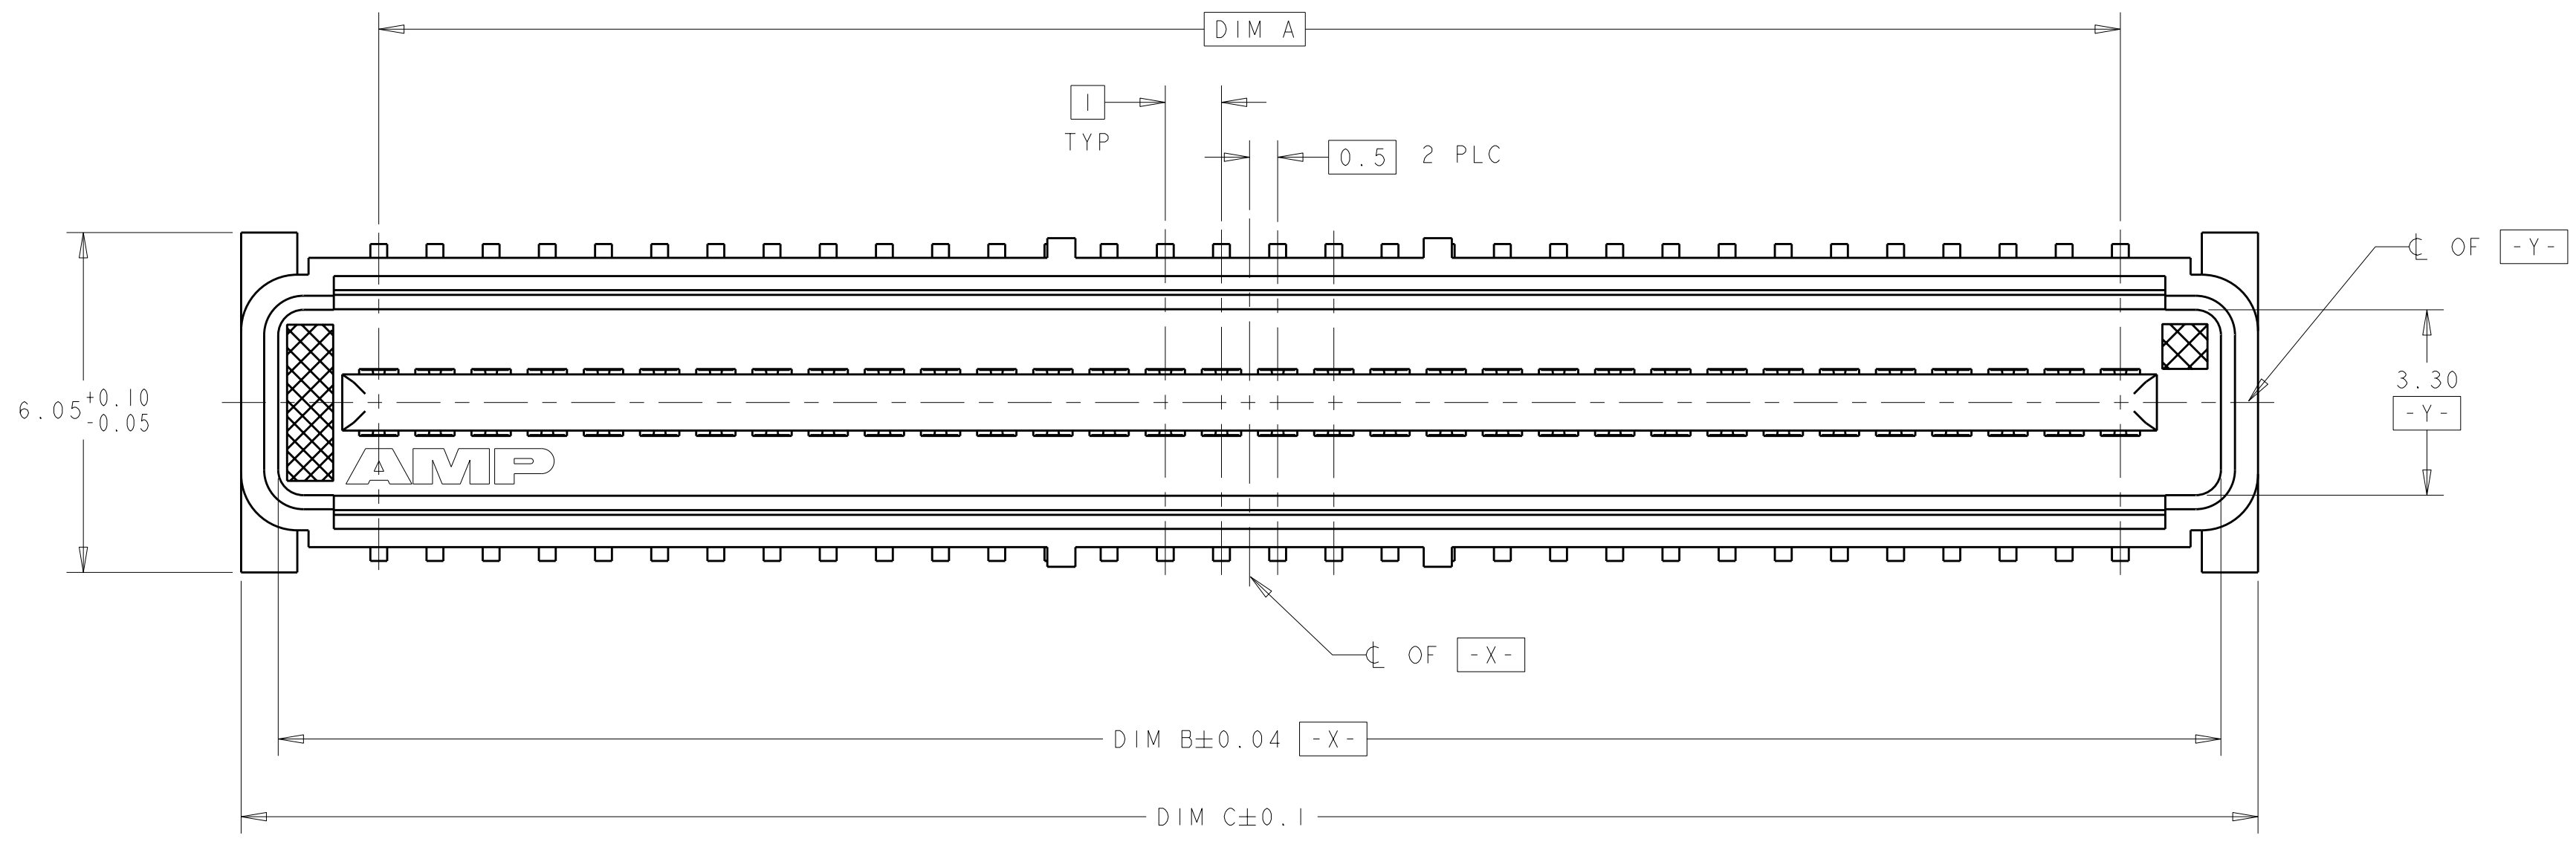 DIM A
1
TYP
0.5 2 PLC
℄ OF -Y-
6.05 +0.10
-0.05
3.30
-Y-
AMP
℄ OF -X-
DIM B±0.04 -X-
DIM C±0.1